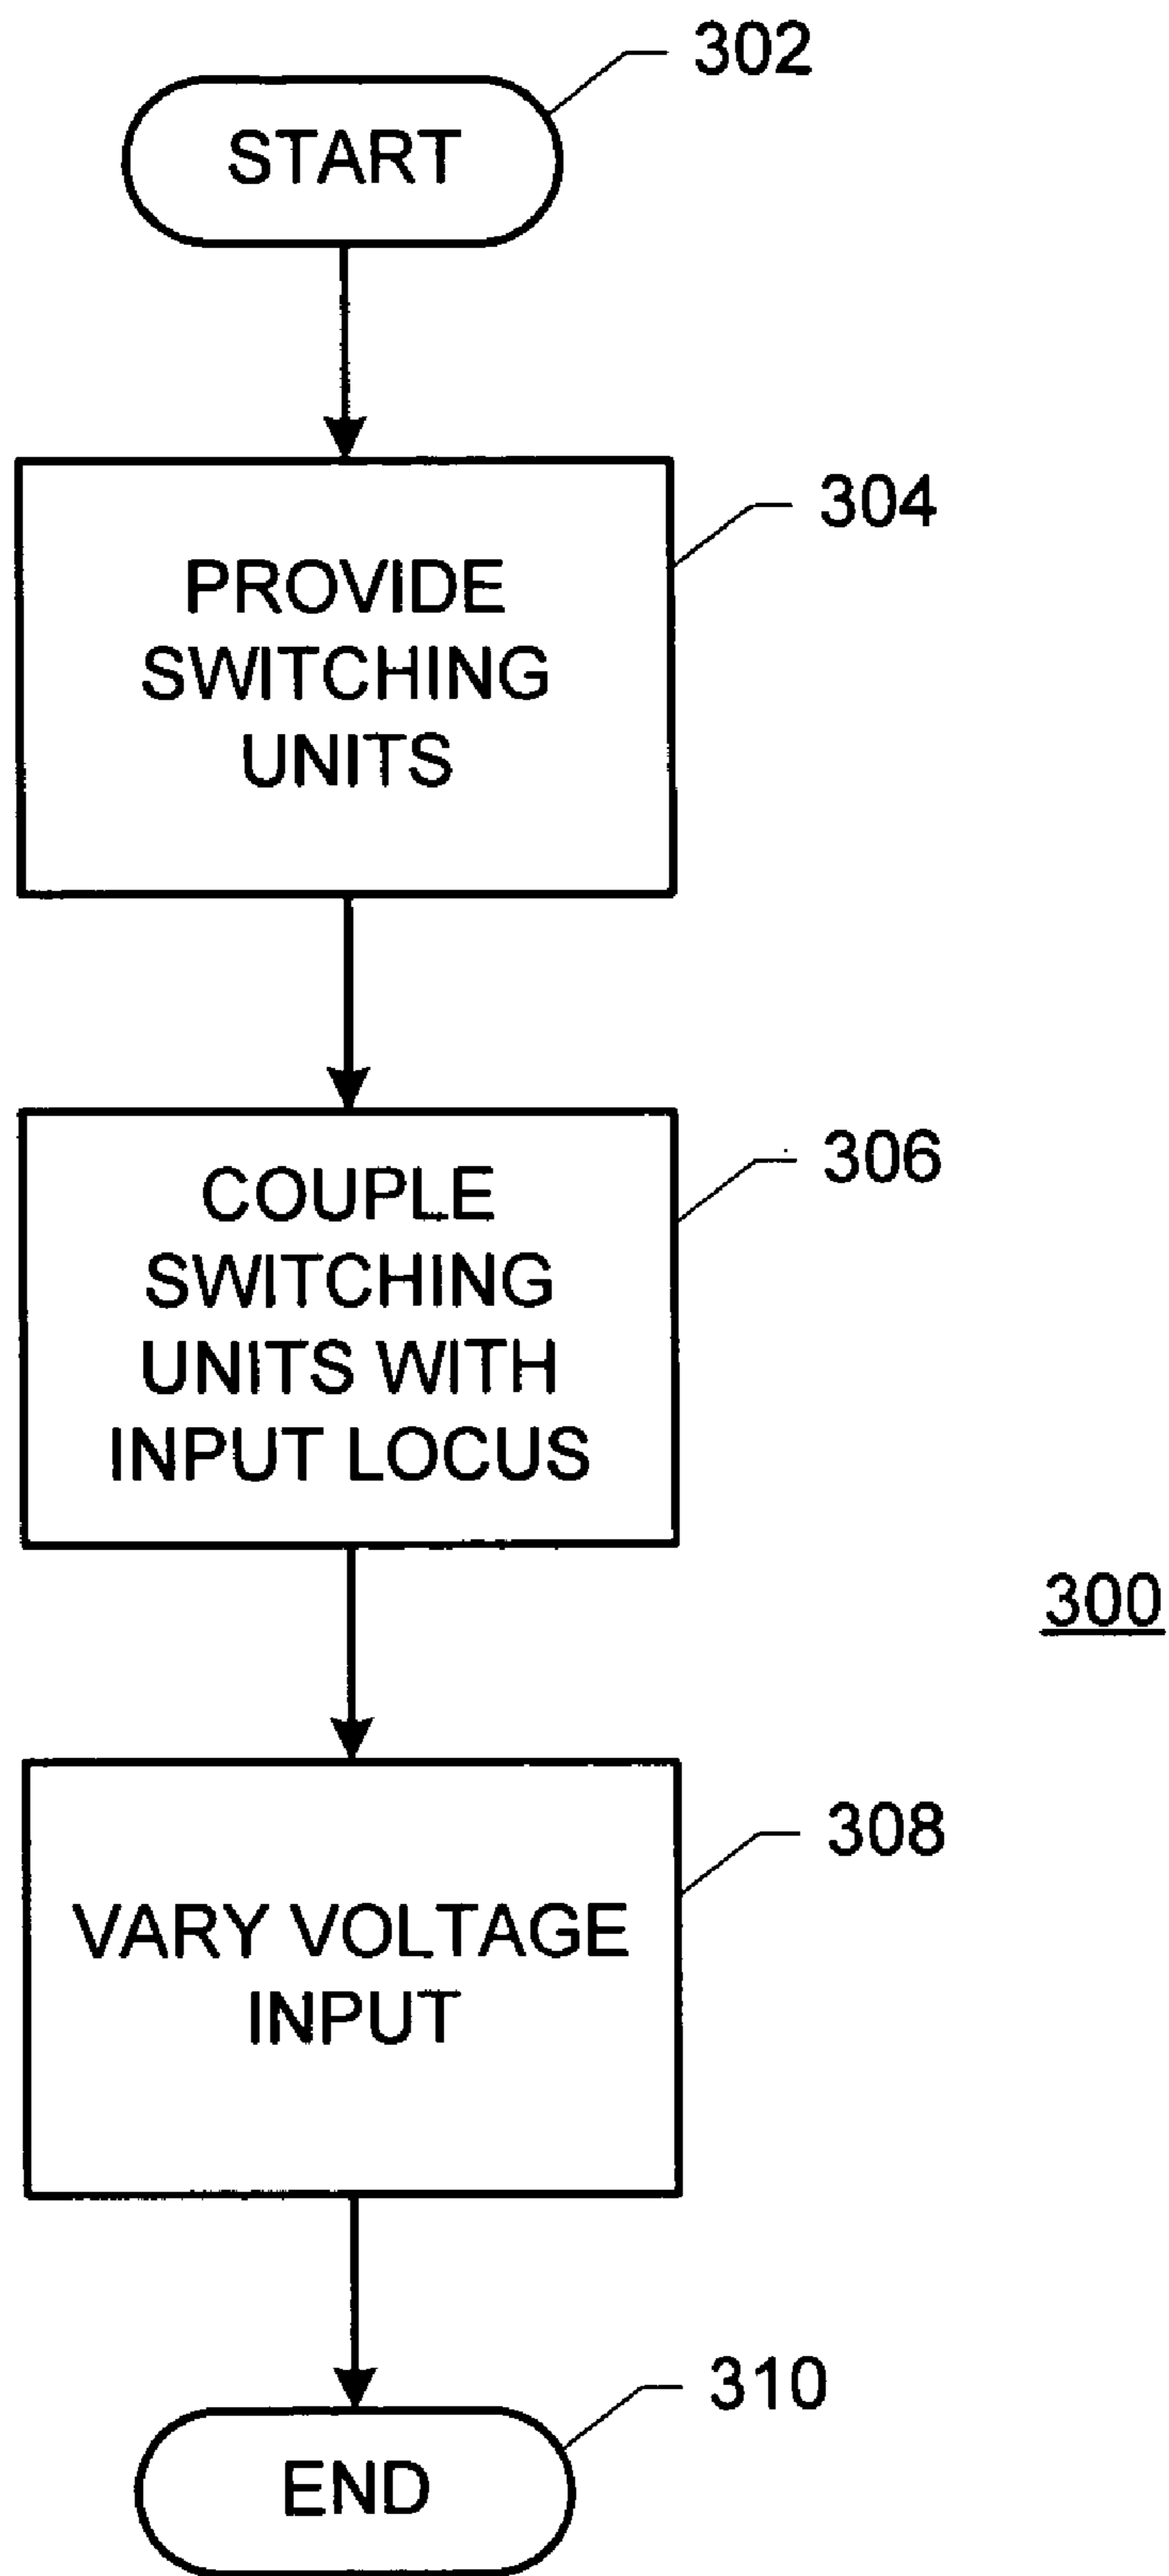 302
START
304
PROVIDE
SWITCHING
UNITS
306
COUPLE
SWITCHING
UNITS WITH
INPUT LOCUS
300
308
VARY VOLTAGE
INPUT
310
END